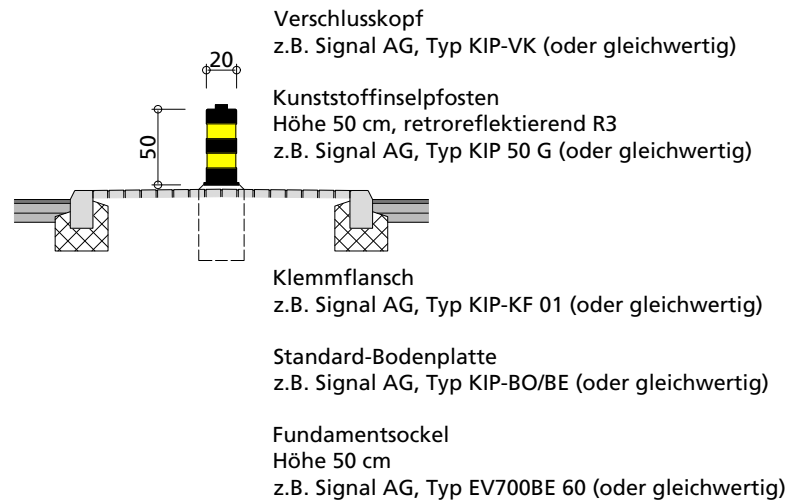 Verschlusskopf
z.B. Signal AG, Typ KIP-VK (oder gleichwertig)
20
Kunststoffinselpfosten
Höhe 50 cm, retroreflektierend R3
z.B. Signal AG, Typ KIP 50 G (oder gleichwertig)
50
Klemmflansch
z.B. Signal AG, Typ KIP-KF 01 (oder gleichwertig)
Standard-Bodenplatte
z.B. Signal AG, Typ KIP-BO/BE (oder gleichwertig)
Fundamentsockel
Höhe 50 cm
z.B. Signal AG, Typ EV700BE 60 (oder gleichwertig)